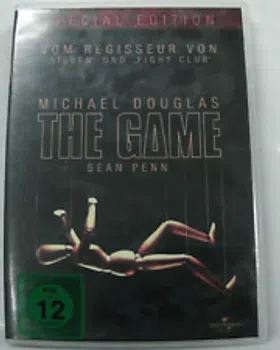 SPECIAL EDITION
VOM REGISSEUR VON
'SIEBEN' UND 'FIGHT CLUB'
MICHAEL DOUGLAS
THE GAME
SEAN PENN
12